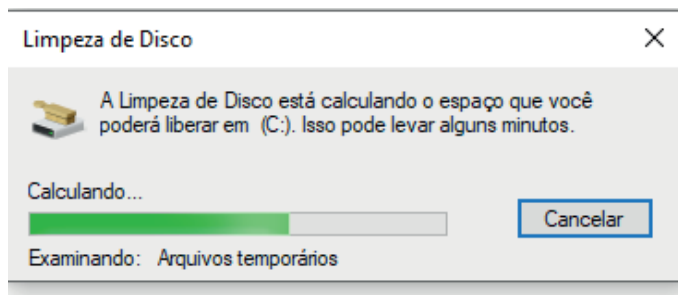 Limpeza de Disco
A Limpeza de Disco está calculando o espaço que você
poderá liberar em (C:). Isso pode levar alguns minutos.
Calculando...
Cancelar
Examinando: Arquivos temporários